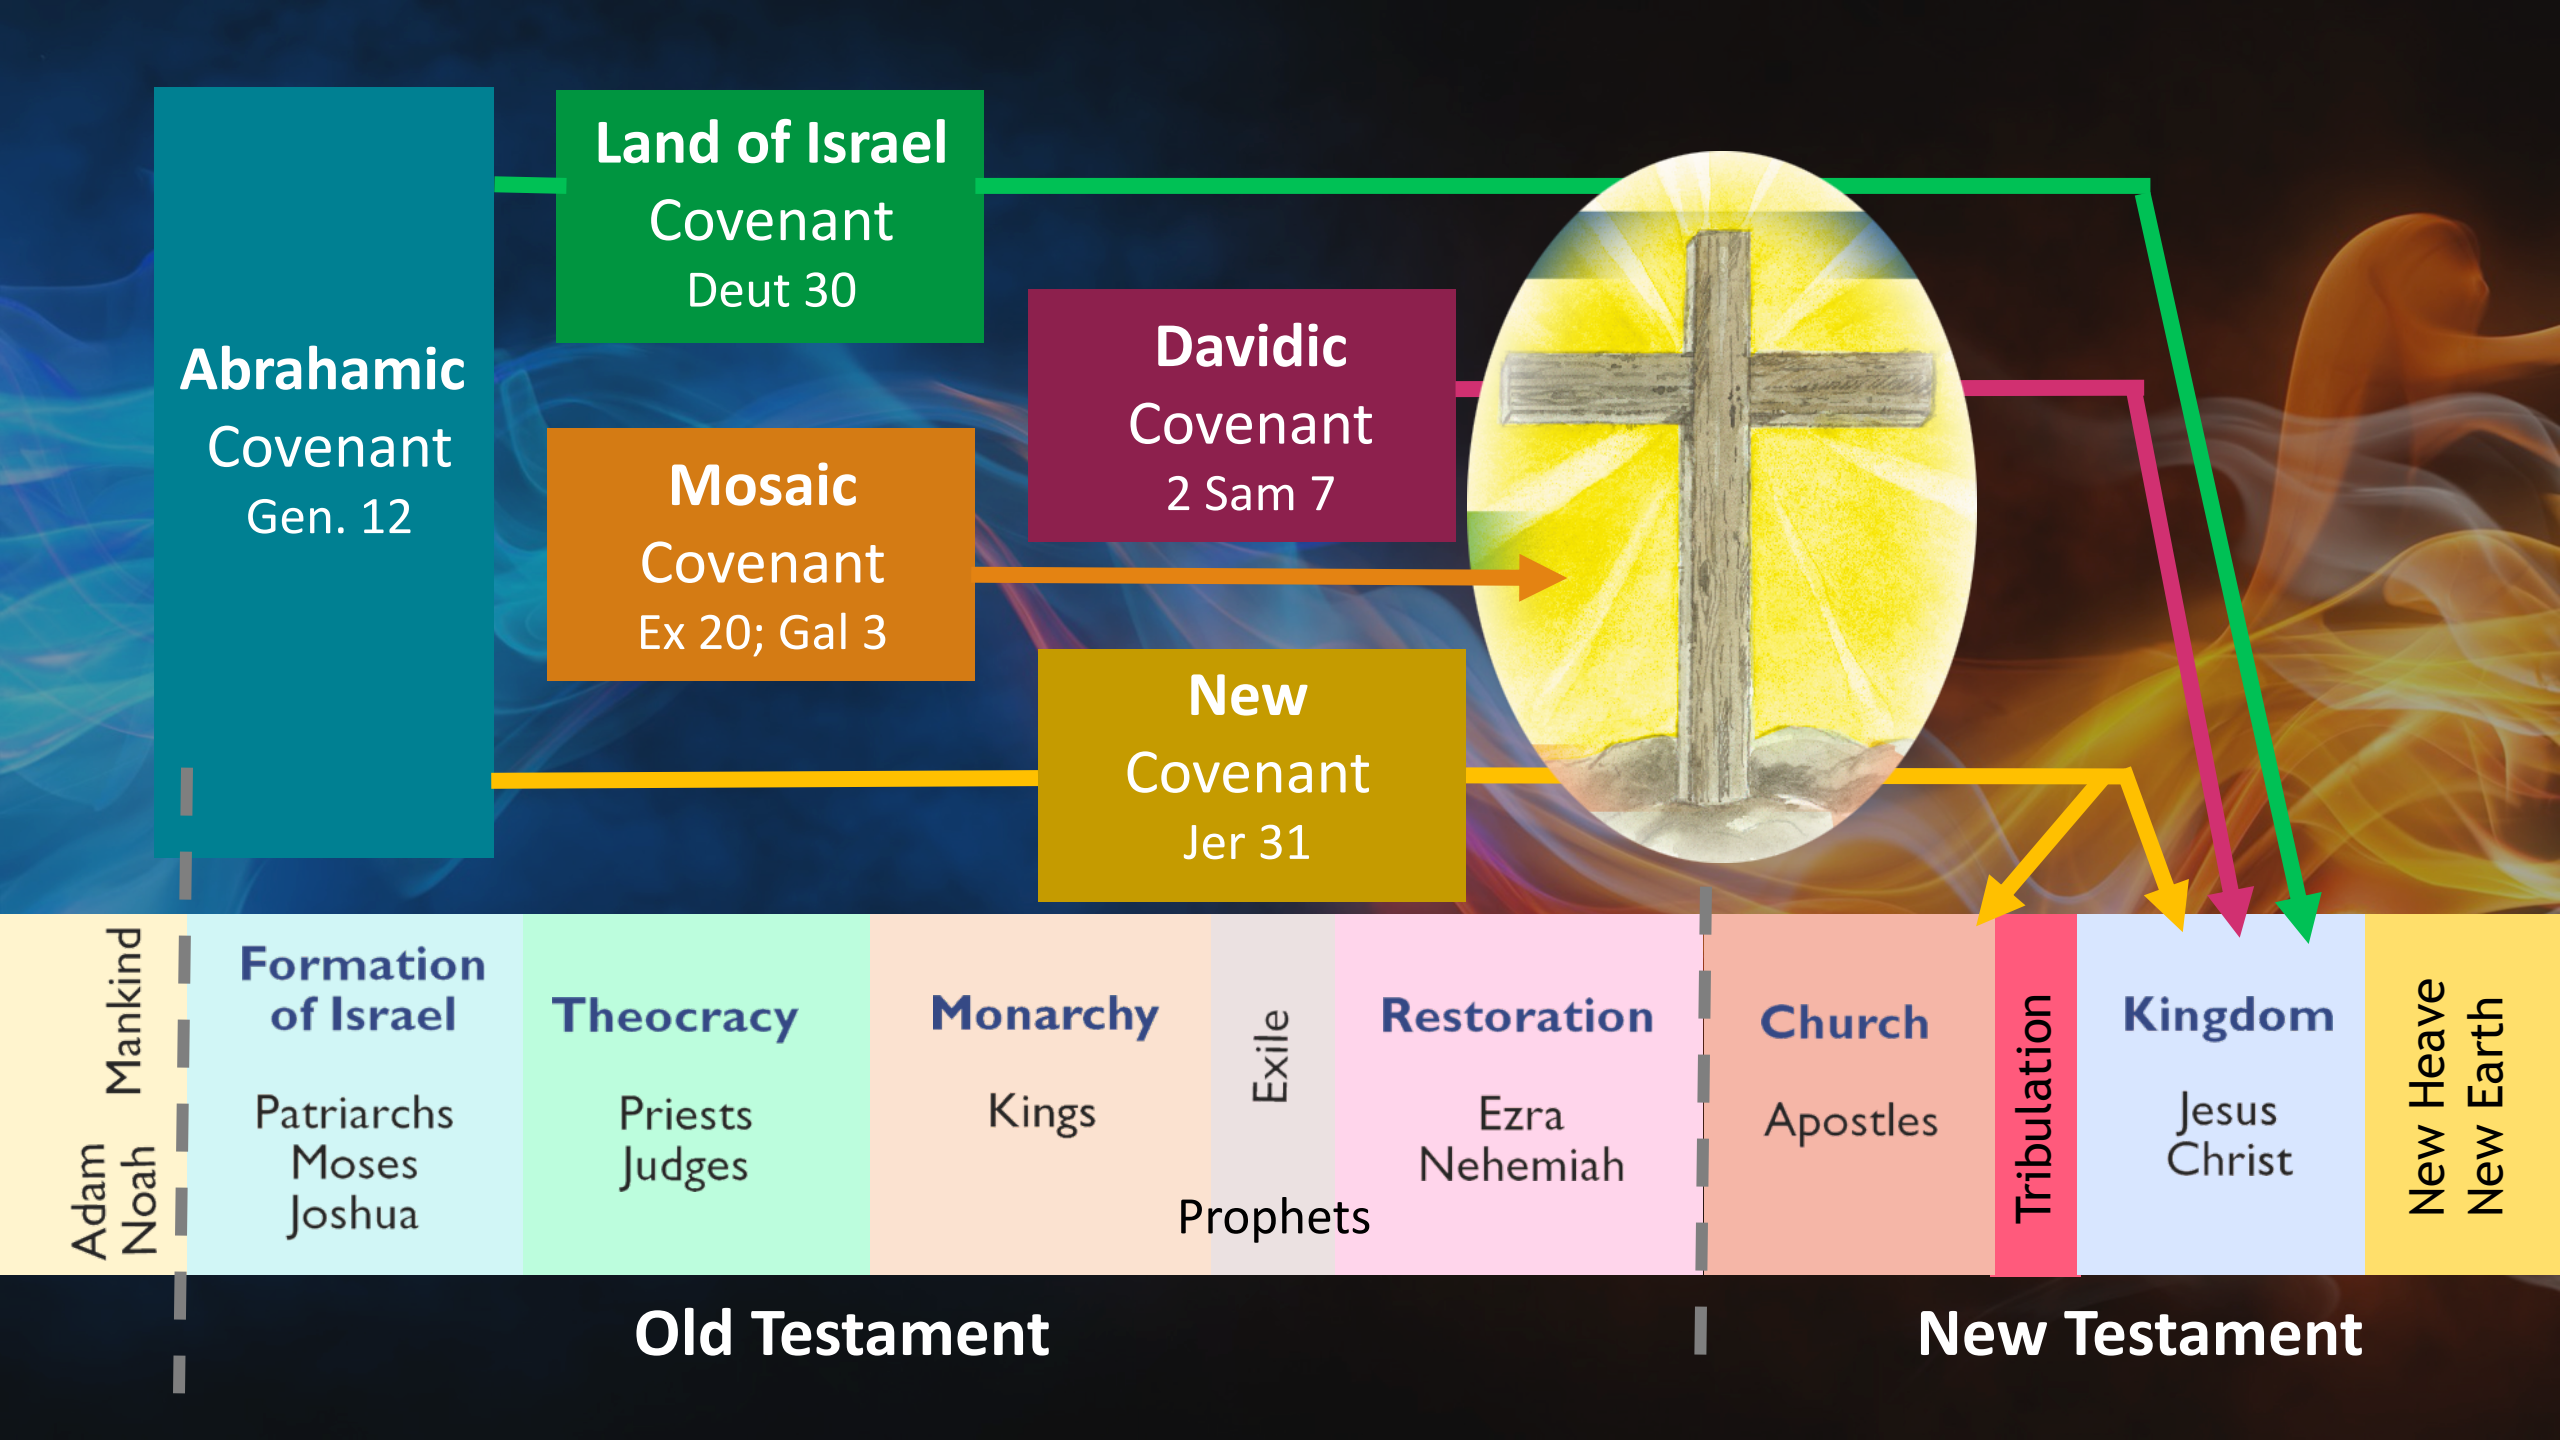 Abrahamic
Covenant
Gen. 12
Land of Israel
Covenant
Deut 30
Mosaic
Covenant
Ex 20; Gal 3
Davidic
Covenant
2 Sam 7
New
Covenant
Jer 31
Mankind
Adam
Noah
Formation
of Israel
Patriarchs
Moses
Joshua
Theocracy
Priests
Judges
Monarchy
Kings
Exile
Prophets
Restoration
Ezra
Nehemiah
Church
Apostles
Tribulation
Kingdom
Jesus
Christ
New Heave
New Earth
Old Testament
New Testament